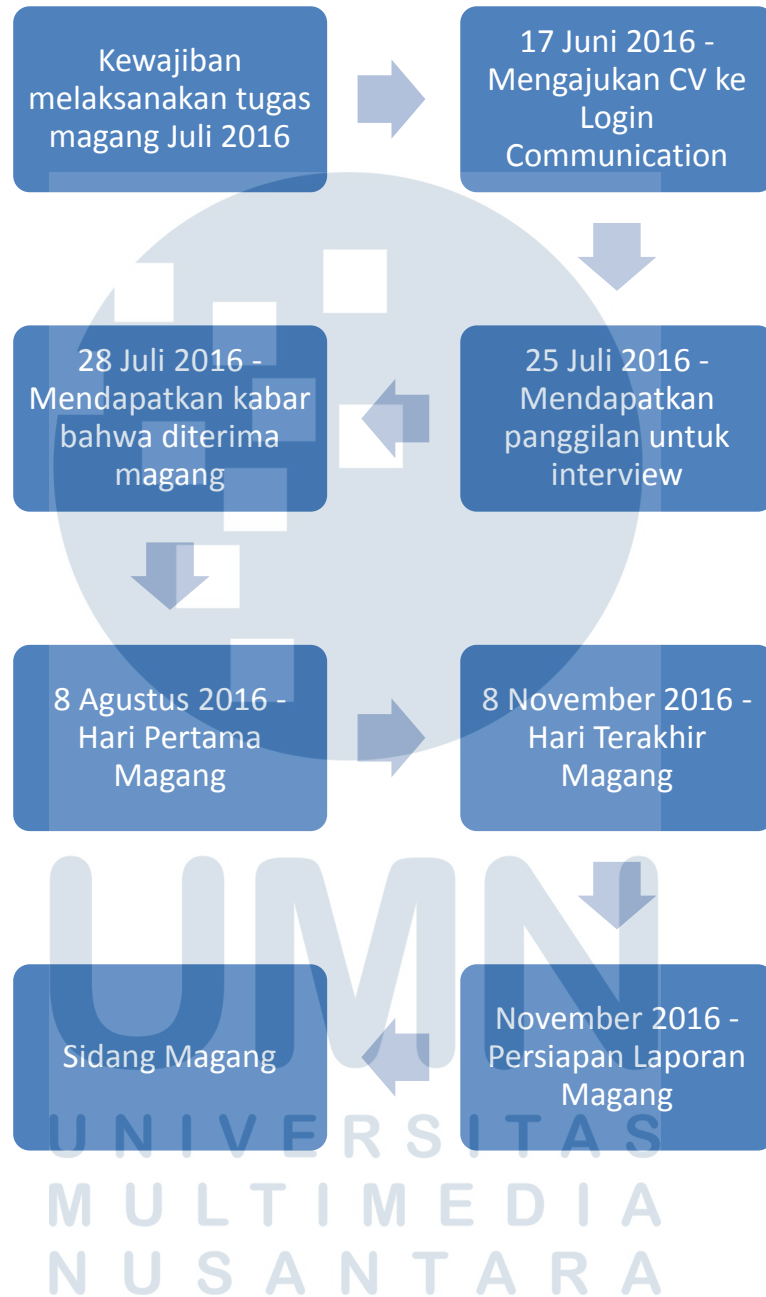 Kewajiban
melaksanakan tugas
magang Juli 2016
17 Juni 2016 -
Mengajukan CV ke
Login
Communication
25 Juli 2016 -
Mendapatkan
panggilan untuk
interview
28 Juli 2016 -
Mendapatkan kabar
bahwa diterima
magang
8 Agustus 2016 -
Hari Pertama
Magang
8 November 2016 -
Hari Terakhir
Magang
November 2016 -
Persiapan Laporan
Magang
Sidang Magang
UMN
UNIVERSITAS
MULTIMEDIA
NUSANTARA